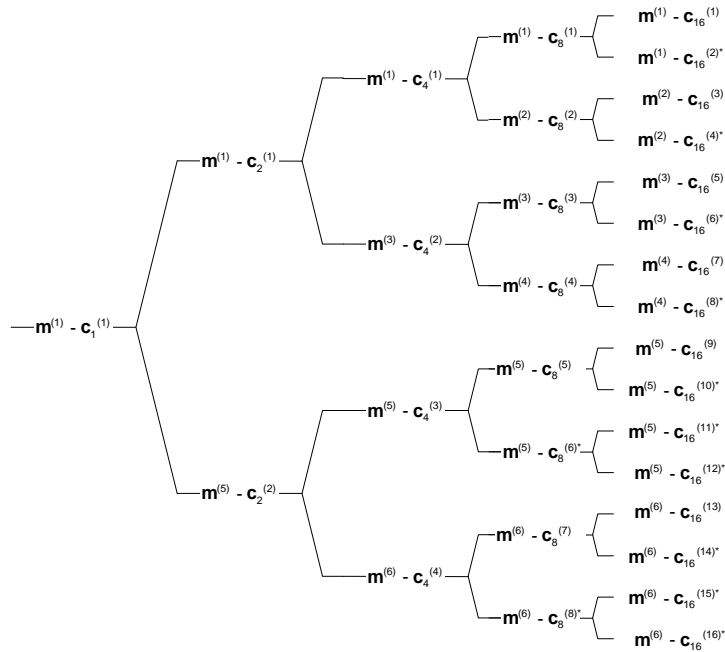 m(1) - c16(1)
m(1) - c8(1)
m(1) - c16(2)*
m(1) - c4(1)
m(2) - c16(3)
m(2) - c8(2)
m(2) - c16(4)*
m(1) - c2(1)
m(3) - c16(5)
m(3) - c8(3)
m(3) - c16(6)*
m(3) - c4(2)
m(4) - c16(7)
m(4) - c8(4)
m(4) - c16(8)*
m(1) - c1(1)
m(5) - c16(9)
m(5) - c8(5)
m(5) - c16(10)*
m(5) - c4(3)
m(5) - c16(11)*
m(5) - c8(6)*
m(5) - c16(12)*
m(5) - c2(2)
m(6) - c16(13)
m(6) - c8(7)
m(6) - c16(14)*
m(6) - c4(4)
m(6) - c16(15)*
m(6) - c8(8)*
m(6) - c16(16)*